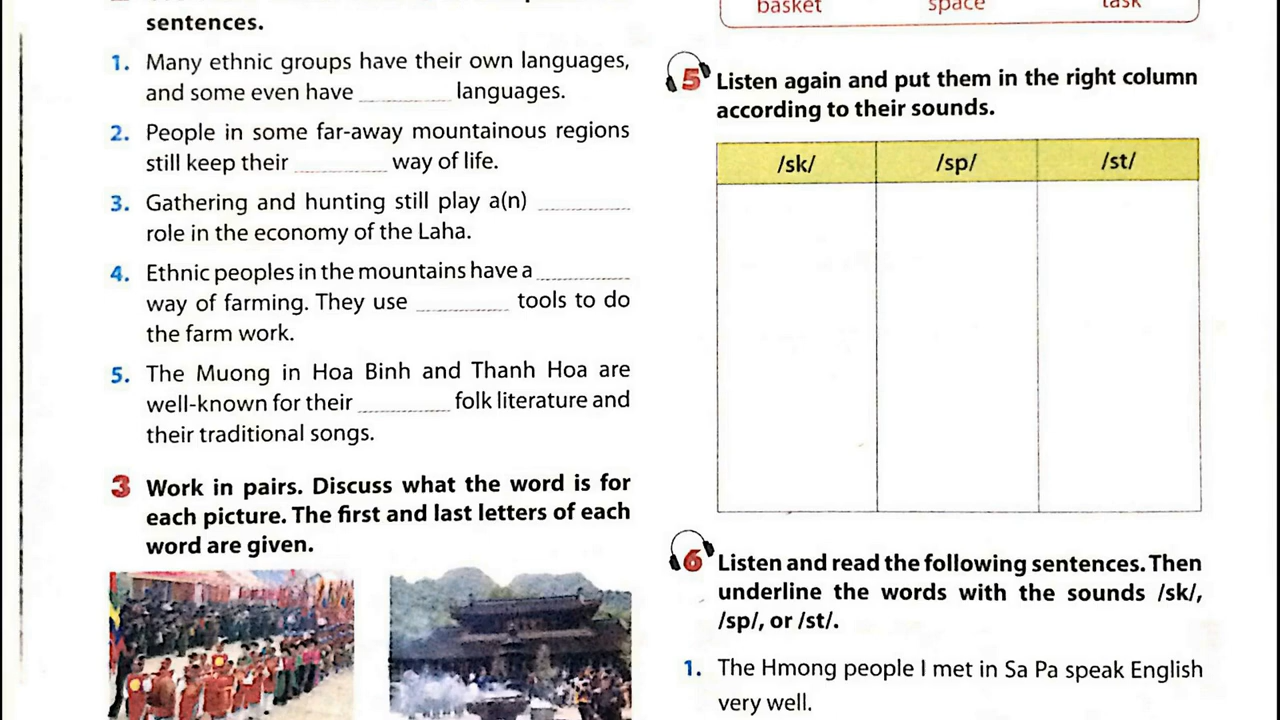 sentences.
1. Many ethnic groups have their own languages,
and some even have ________ languages.
2. People in some far-away mountainous regions
still keep their ________ way of life.
3. Gathering and hunting still play a(n) ________
role in the economy of the Laha.
4. Ethnic peoples in the mountains have a ________
way of farming. They use ________ tools to do
the farm work.
5. The Muong in Hoa Binh and Thanh Hoa are
well-known for their ________ folk literature and
their traditional songs.
3 Work in pairs. Discuss what the word is for
each picture. The first and last letters of each
word are given.
basket space task
5 Listen again and put them in the right column
according to their sounds.
/sk/ /sp/ /st/
6 Listen and read the following sentences. Then
underline the words with the sounds /sk/,
/sp/, or /st/.
1. The Hmong people I met in Sa Pa speak English
very well.